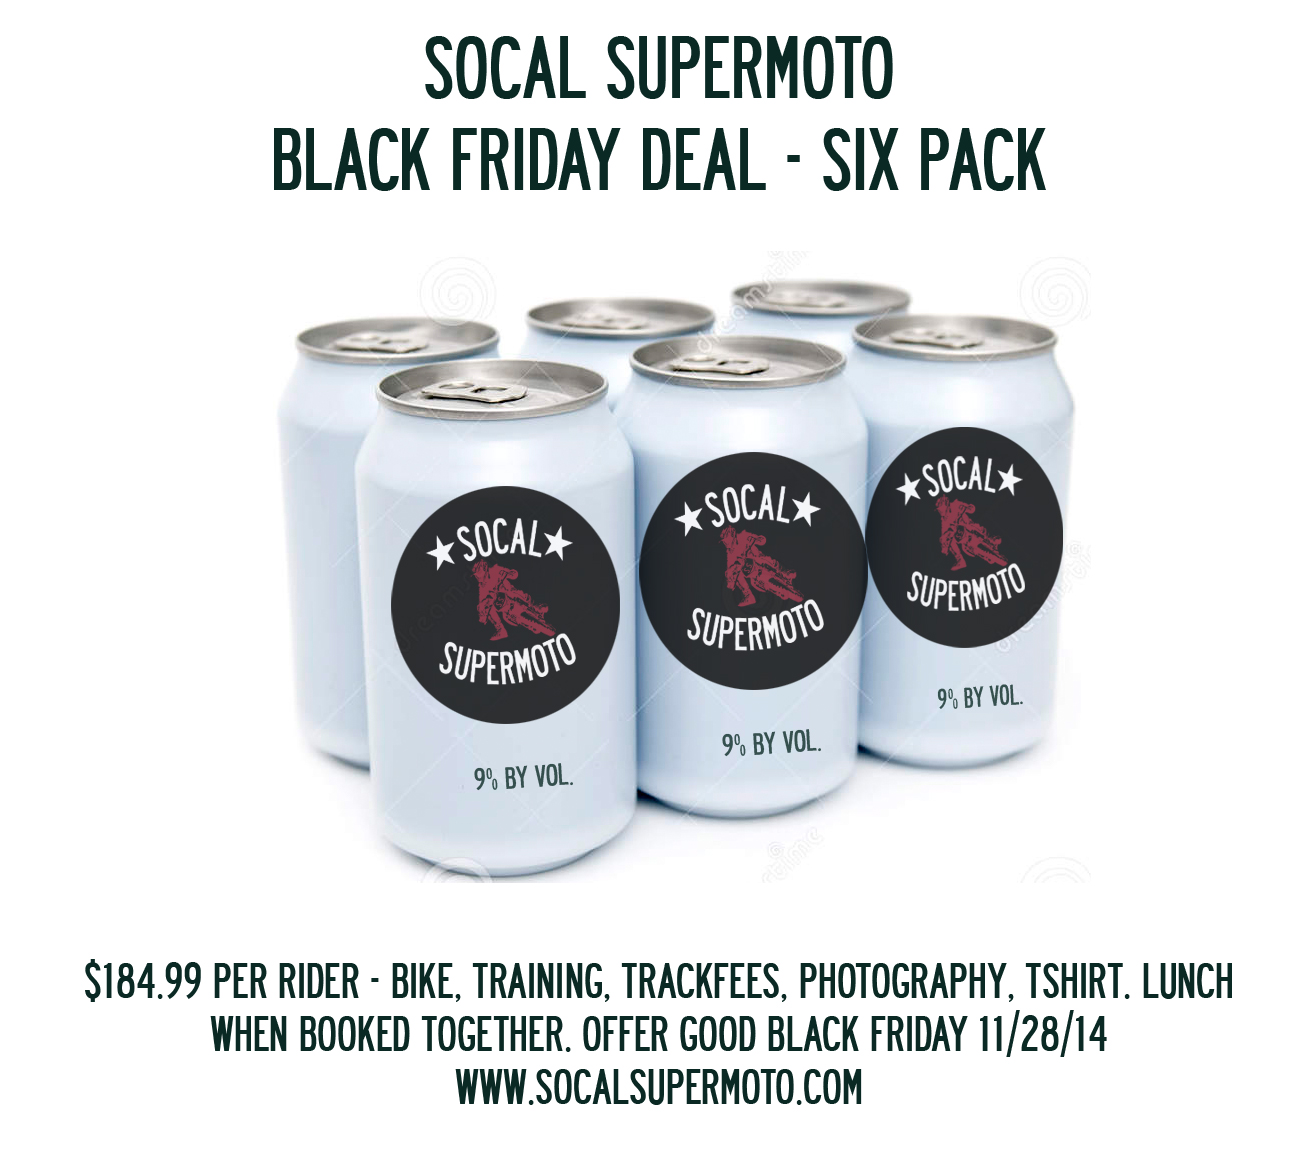 SOCAL SUPERMOTO
BLACK FRIDAY DEAL - SIX PACK
dreamstime
SOCAL
SUPERMOTO
9% BY VOL.
SOCAL
SUPERMOTO
9% BY VOL.
SOCAL
SUPERMOTO
9% BY VOL.
$184.99 PER RIDER - BIKE, TRAINING, TRACKFEES, PHOTOGRAPHY, TSHIRT. LUNCH
WHEN BOOKED TOGETHER. OFFER GOOD BLACK FRIDAY 11/28/14
WWW.SOCALSUPERMOTO.COM